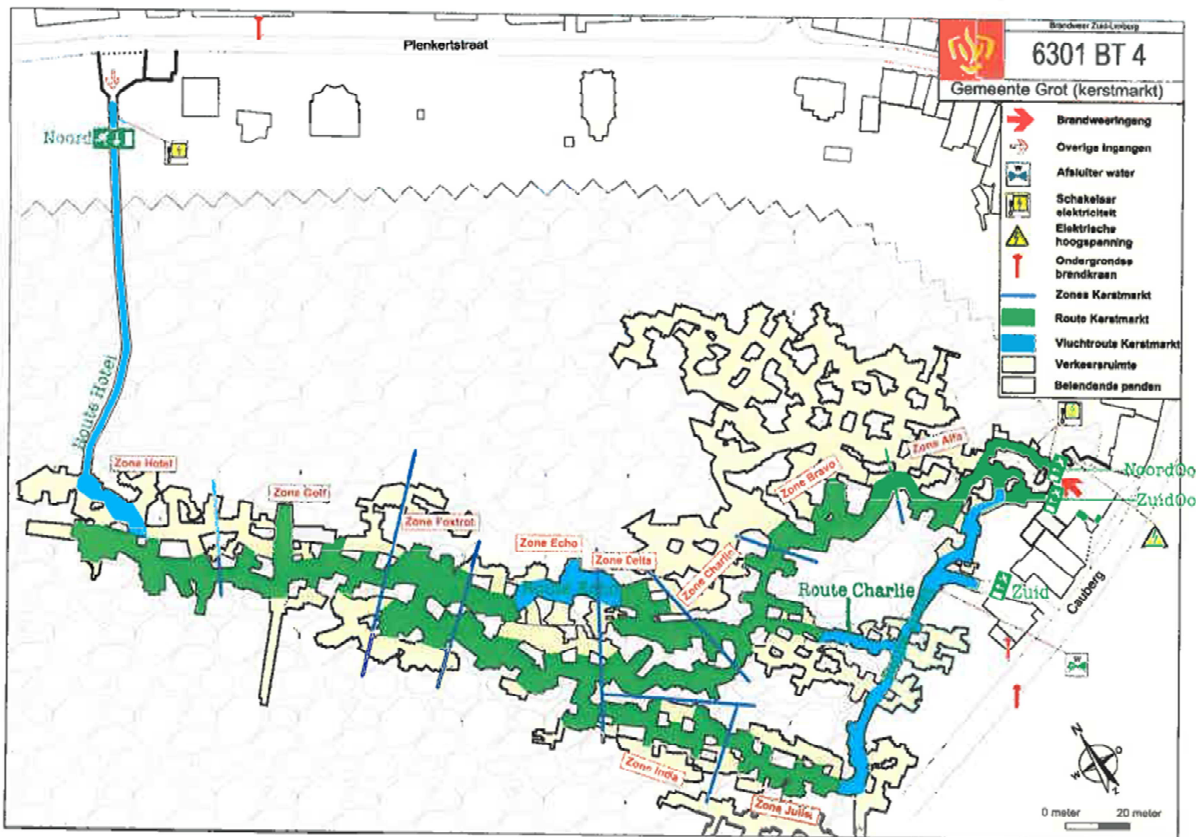 Plenkertstraat
Brandweer Zuid-Limburg
6301 BT 4
Gemeente Grot (kerstmarkt)
Brandweeringang
Overige ingangen
W
Afsluiter water
Schakelaar
elektriciteit
Elektrische
hoogspanning
Ondergrondse
brandkraan
Zones Kerstmarkt
Route Kerstmarkt
Vluchtroute Kerstmarkt
Verkeersruimte
Belendende panden
Noord
Route Hotel
Zone Hotel
Zone Golf
Zone Foxtrot
Zone Echo
Zone Delta
Zone Charlie
Zone Bravo
Zone Alfa
NoordOo
ZuidOo
Route Charlie
Zuid
Cauberg
W
Zone India
Zone Juliet
N
O
W
Z
0 meter
20 meter